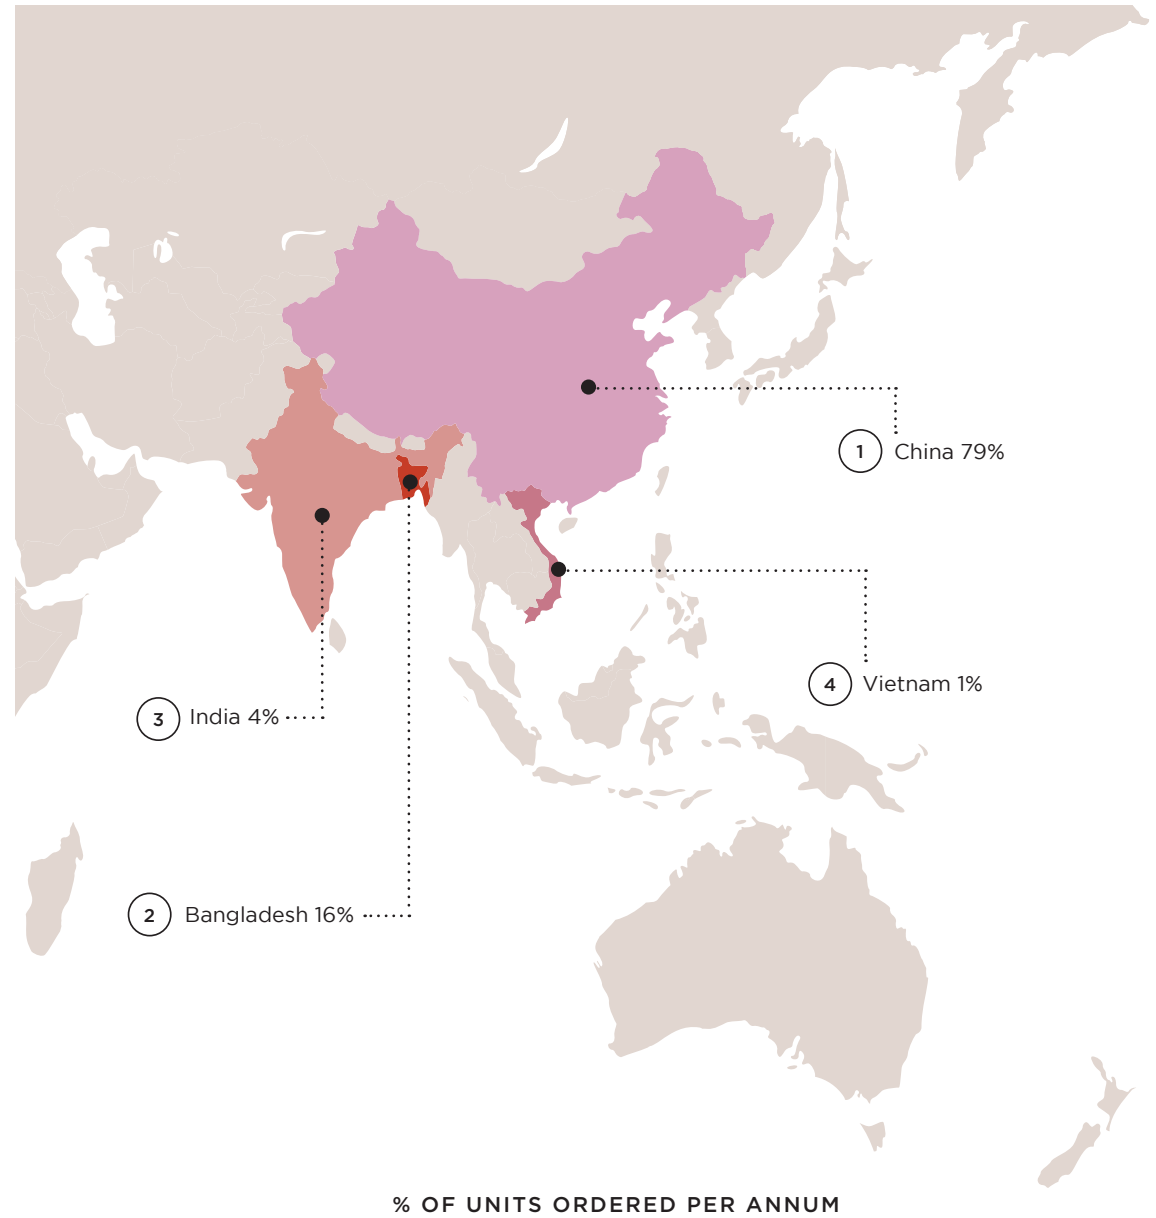 1 China 79%
4 Vietnam 1%
3 India 4%
2 Bangladesh 16%
% OF UNITS ORDERED PER ANNUM